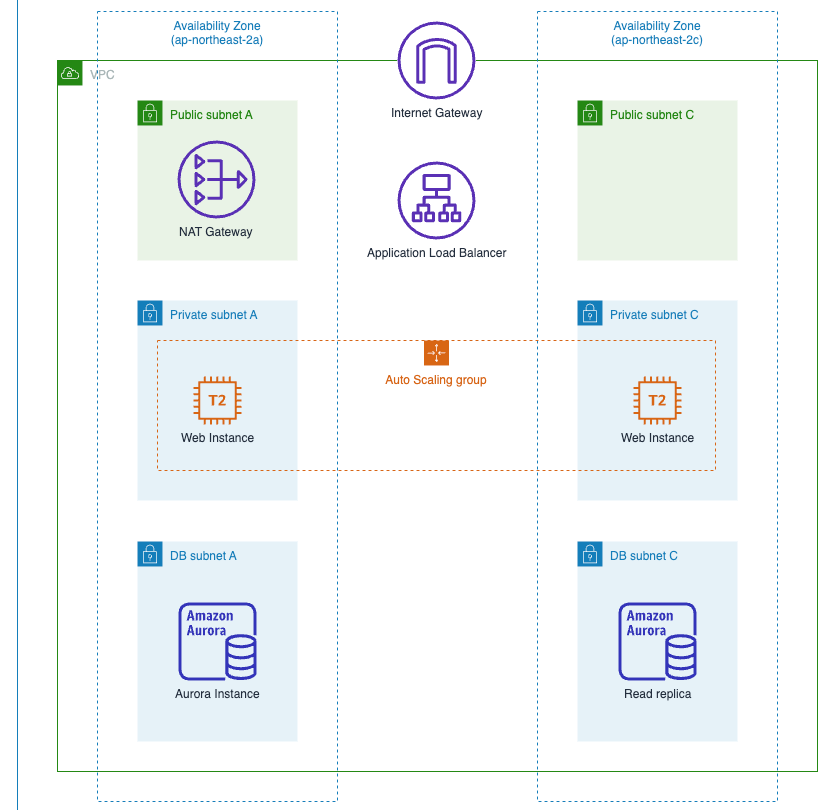 Availability Zone
(ap-northeast-2a)
Availability Zone
(ap-northeast-2c)
VPC
Internet Gateway
Public subnet A
Public subnet C
NAT Gateway
Application Load Balancer
Private subnet A
Private subnet C
Auto Scaling group
T2
T2
Web Instance
Web Instance
DB subnet A
DB subnet C
Amazon
Aurora
Amazon
Aurora
Aurora Instance
Read replica